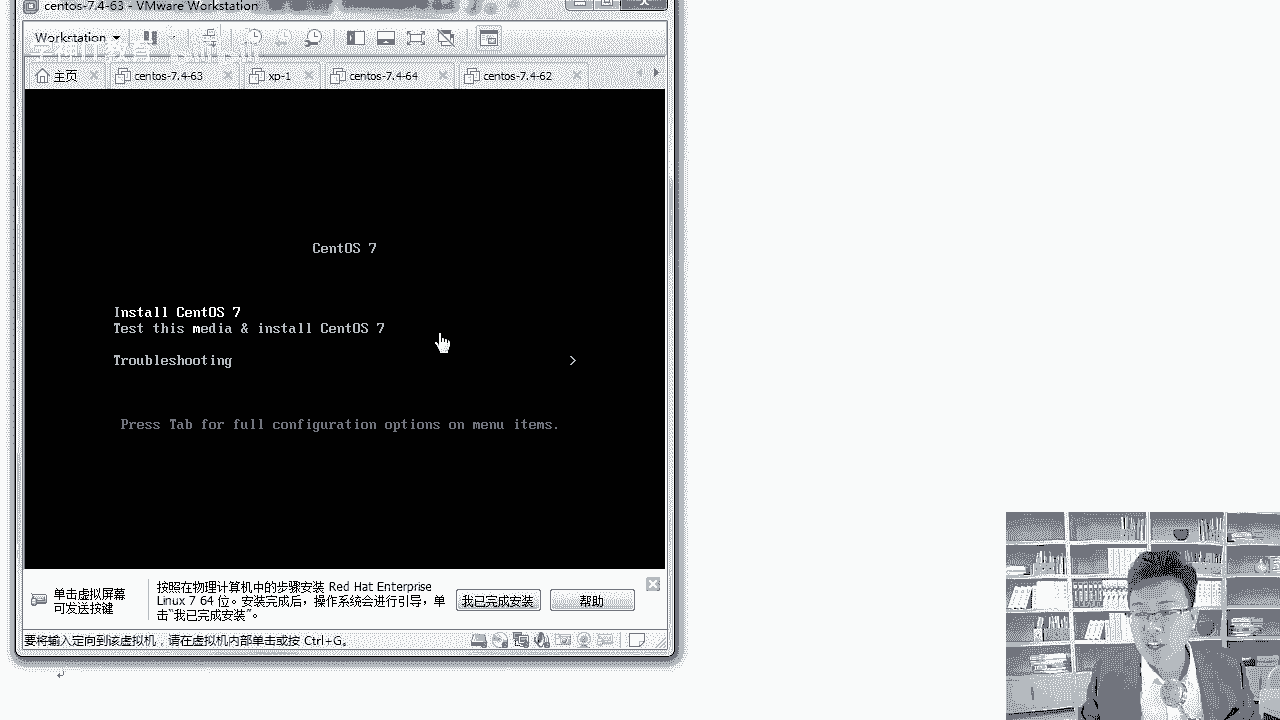 centos-7.4-63 - VMware Workstation
Workstation
主页
centos-7.4-63
xp-1
centos-7.4-64
centos-7.4-62
CentOS 7
Install CentOS 7
Test this media & install CentOS 7
Troubleshooting >
Press Tab for full configuration options on menu items.
单击虚拟屏幕
可发送按键
按照在物理计算机中的步骤安装 Red Hat Enterprise
Linux 7 64 位。安装完成后，操作系统会进行引导，单
击“我已完成安装”。
我已完成安装
帮助
要将输入定向到该虚拟机，请在虚拟机内部单击或按 Ctrl+G。